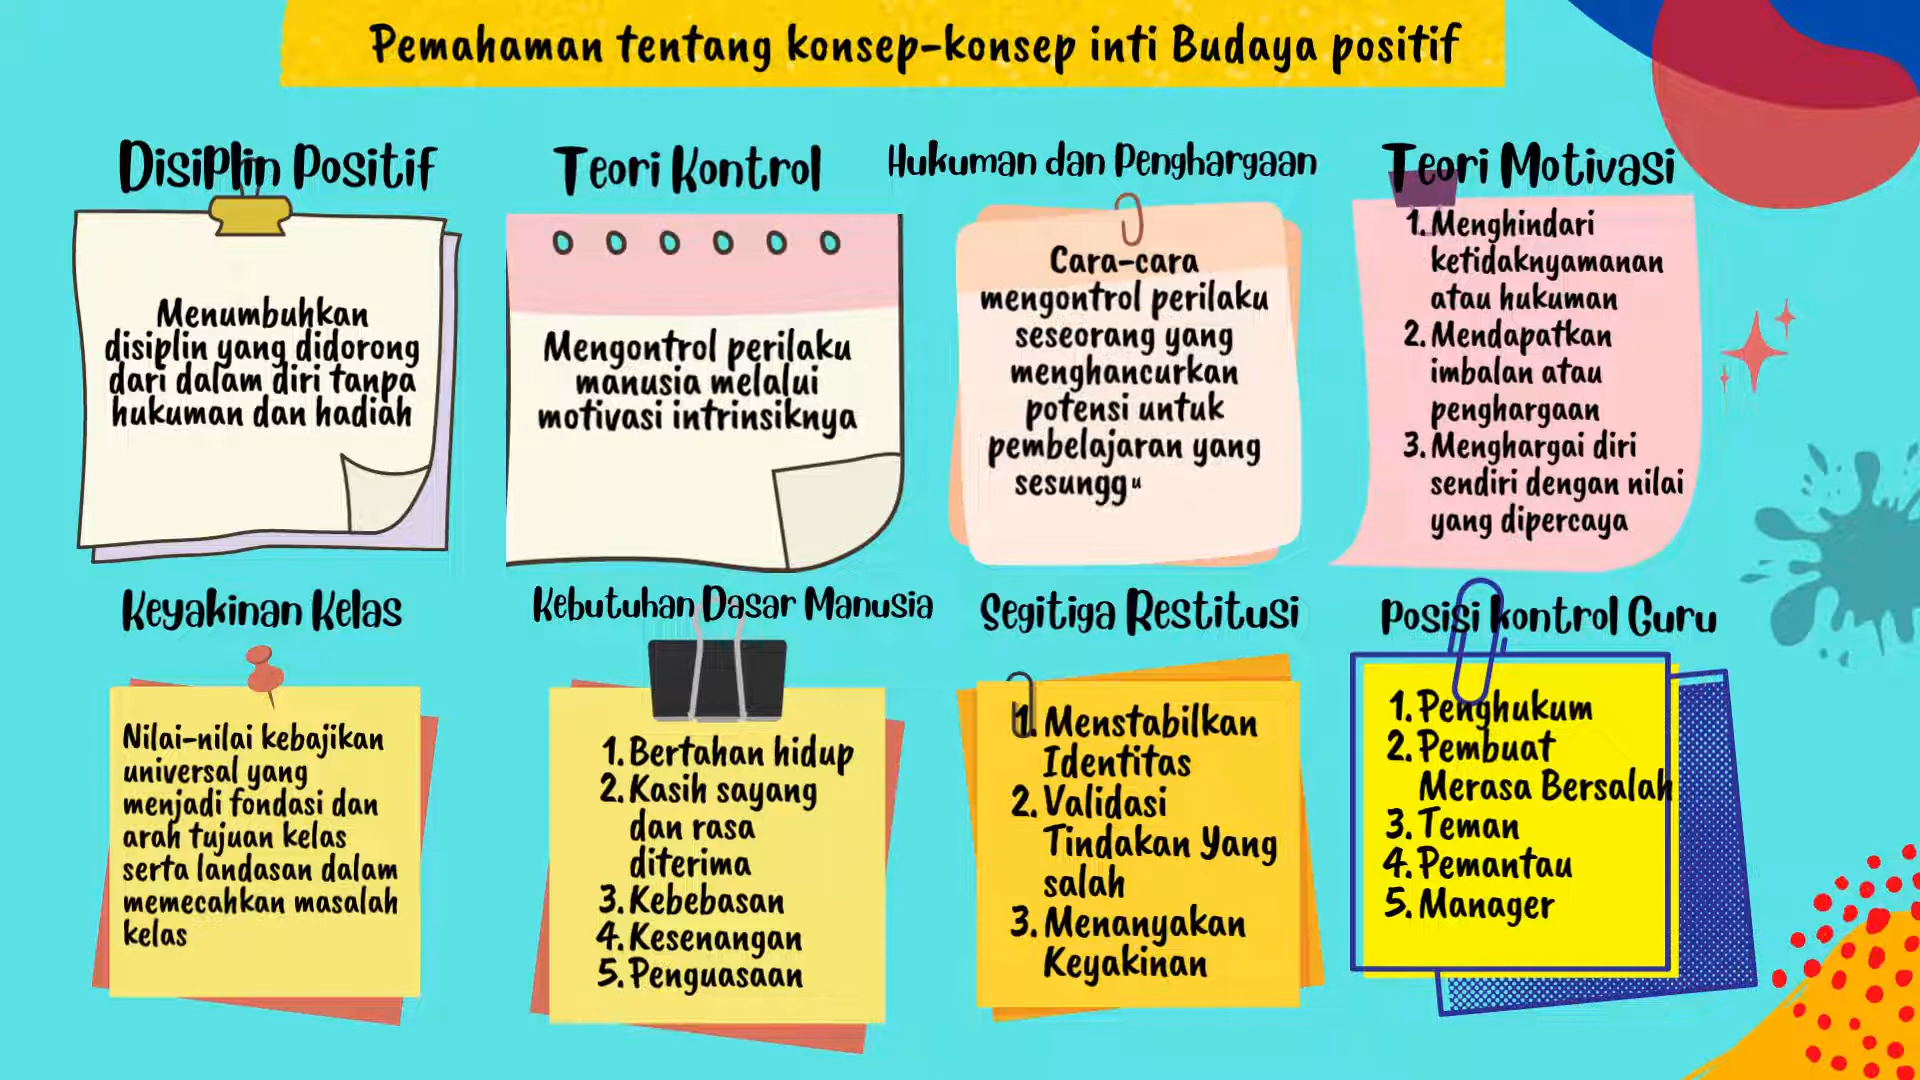 Pemahaman tentang konsep-konsep inti Budaya positif
Disiplin Positif
Menumbuhkan
disiplin yang didorong
dari dalam diri tanpa
hukuman dan hadiah
Teori Kontrol
Mengontrol perilaku
manusia melalui
motivasi intrinsiknya
Hukuman dan Penghargaan
Cara-cara
mengontrol perilaku
seseorang yang
menghancurkan
potensi untuk
pembelajaran yang
sesunggu
Teori Motivasi
1. Menghindari
ketidaknyamanan
atau hukuman
2. Mendapatkan
imbalan atau
penghargaan
3. Menghargai diri
sendiri dengan nilai
yang dipercaya
Keyakinan Kelas
Nilai-nilai kebajikan
universal yang
menjadi fondasi dan
arah tujuan kelas
serta landasan dalam
memecahkan masalah
kelas
Kebutuhan Dasar Manusia
1. Bertahan hidup
2. Kasih sayang
dan rasa
diterima
3. Kebebasan
4. Kesenangan
5. Penguasaan
Segitiga Restitusi
1. Menstabilkan
Identitas
2. Validasi
Tindakan Yang
salah
3. Menanyakan
Keyakinan
Posisi kontrol Guru
1. Penghukum
2. Pembuat
Merasa Bersalah
3. Teman
4. Pemantau
5. Manager